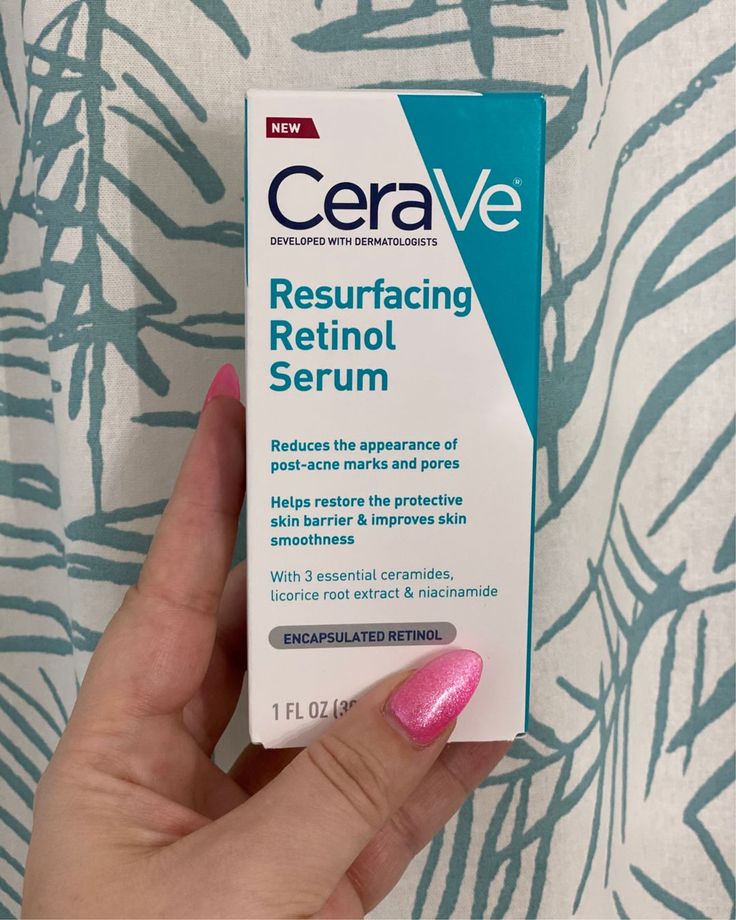 NEW
CeraVe®
DEVELOPED WITH DERMATOLOGISTS
Resurfacing
Retinol
Serum
Reduces the appearance of
post-acne marks and pores
Helps restore the protective
skin barrier & improves skin
smoothness
With 3 essential ceramides,
licorice root extract & niacinamide
ENCAPSULATED RETINOL
1 FL OZ